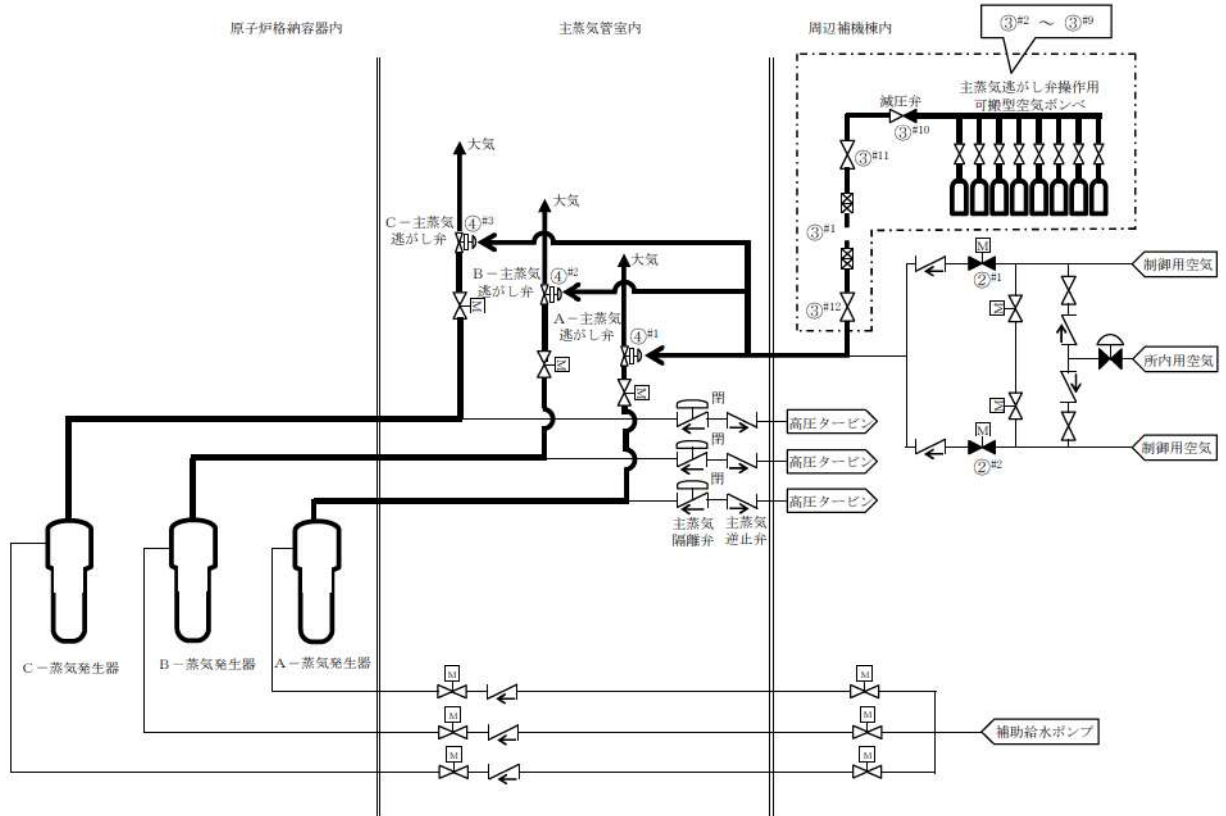 原子炉格納容器内
主蒸気管室内
周辺補機棟内
③#2 ～ ③#9
主蒸気逃がし弁操作用
可搬型空気ボンベ
減圧弁
③#10
③#11
③#1
③#12
大気
C－主蒸気
逃がし弁
④#3
大気
B－主蒸気
逃がし弁
④#2
大気
A－主蒸気
逃がし弁
④#1
M
M
M
M
②#1
制御用空気
M
所内用空気
M
M
②#2
制御用空気
閉
高圧タービン
閉
高圧タービン
閉
高圧タービン
主蒸気
隔離弁
主蒸気
逆止弁
C－蒸気発生器
B－蒸気発生器
A－蒸気発生器
M
M
M
M
M
M
補助給水ポンプ